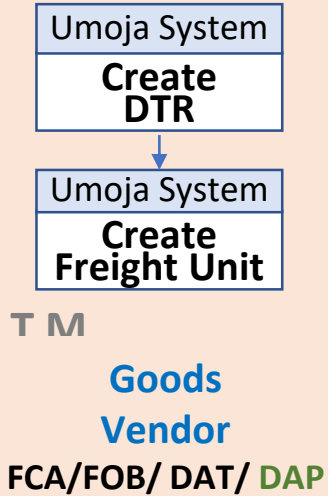 Umoja System
Create
DTR
Umoja System
Create
Freight Unit
T M
Goods
Vendor
FCA/FOB/ DAT/ DAP